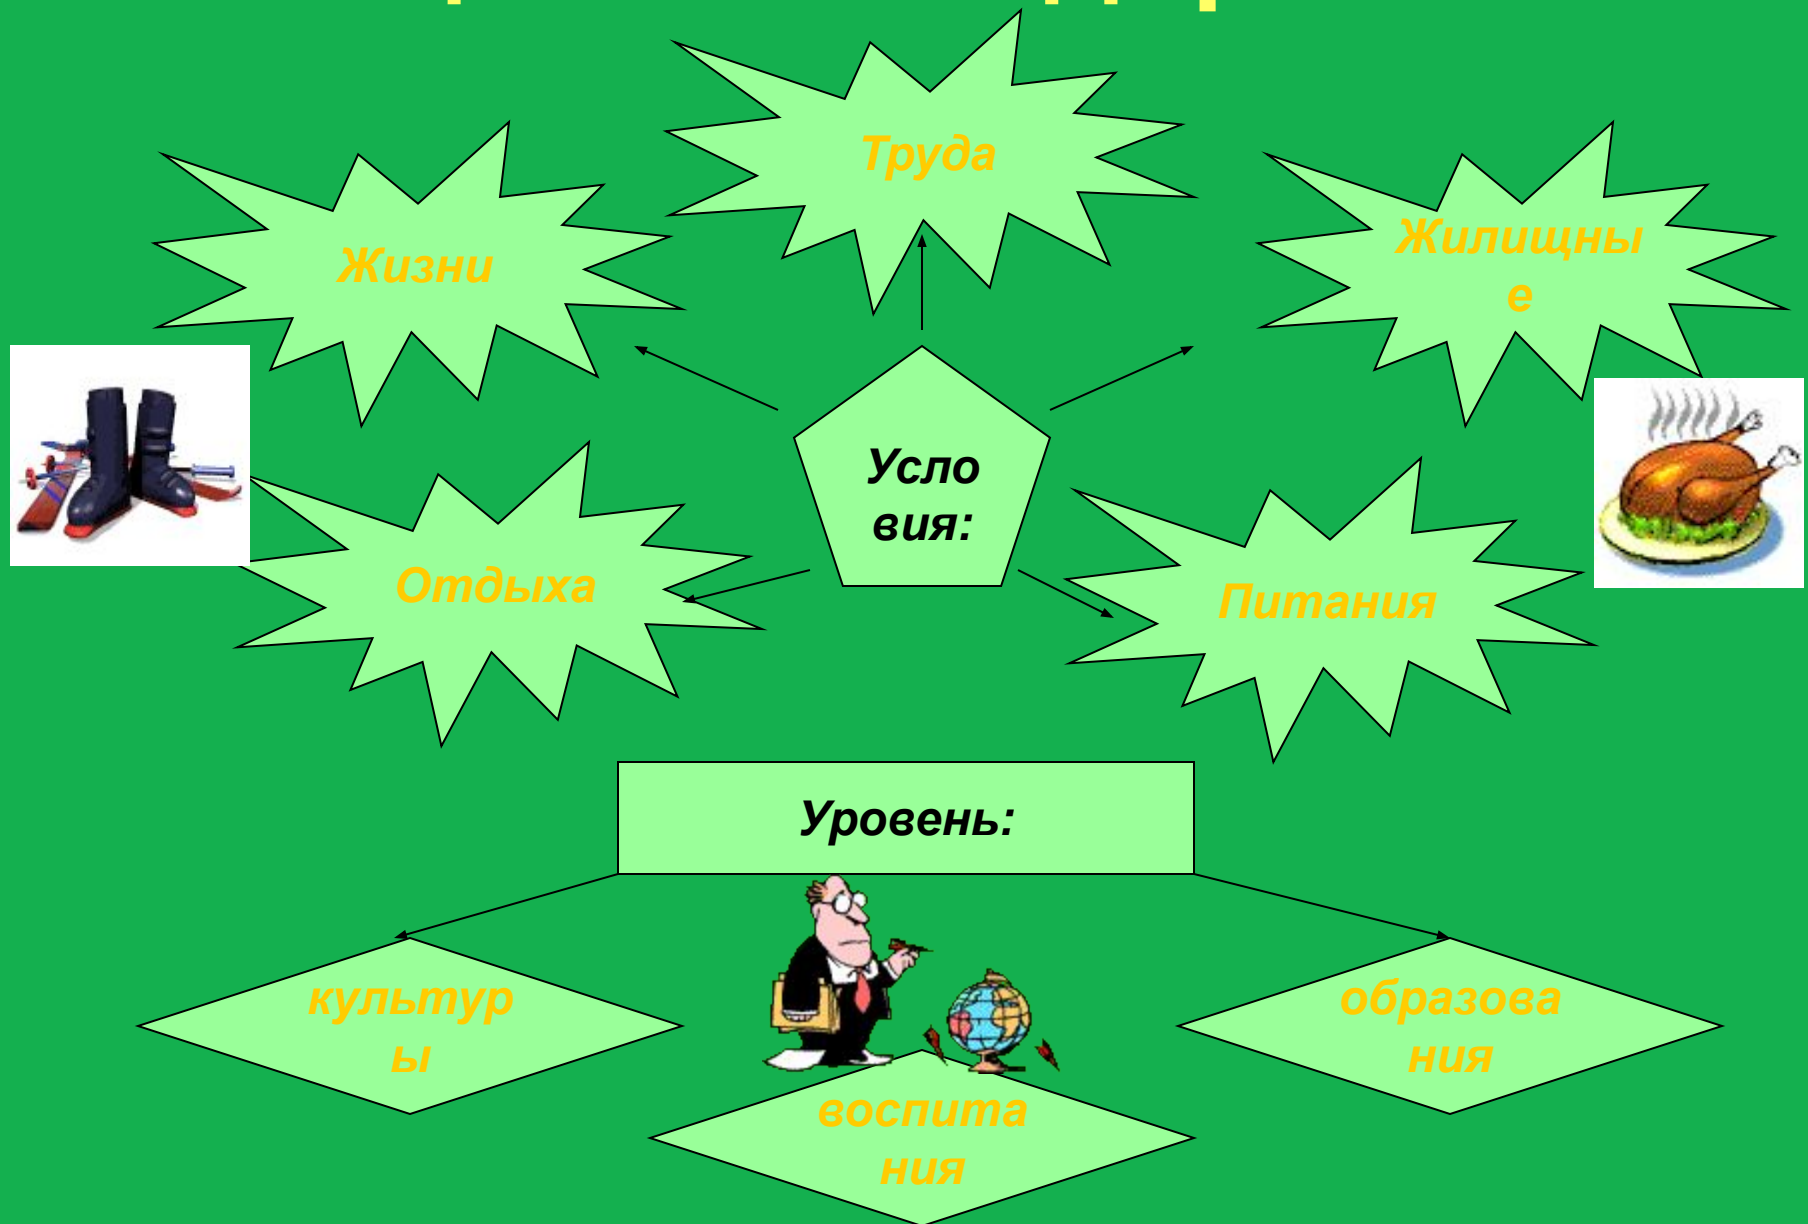 Труда
Жизни
Жилищны
е
Усло
вия:
Отдыха
Питания
Уровень:
культур
ы
образова
ния
воспита
ния